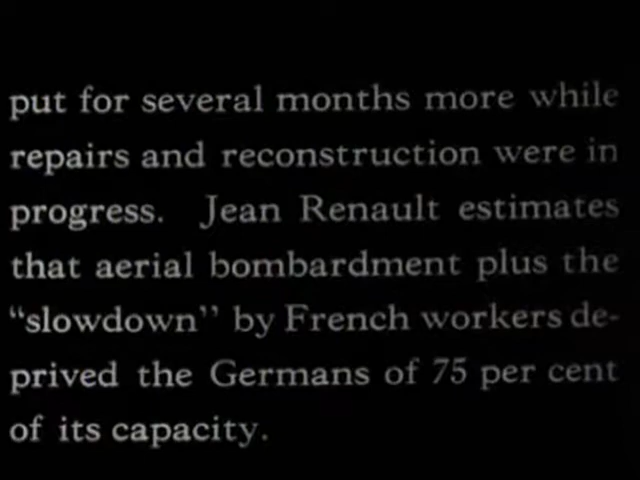 put for several months more while
repairs and reconstruction were in
progress. Jean Renault estimates
that aerial bombardment plus the
“slowdown” by French workers de-
prived the Germans of 75 per cent
of its capacity.